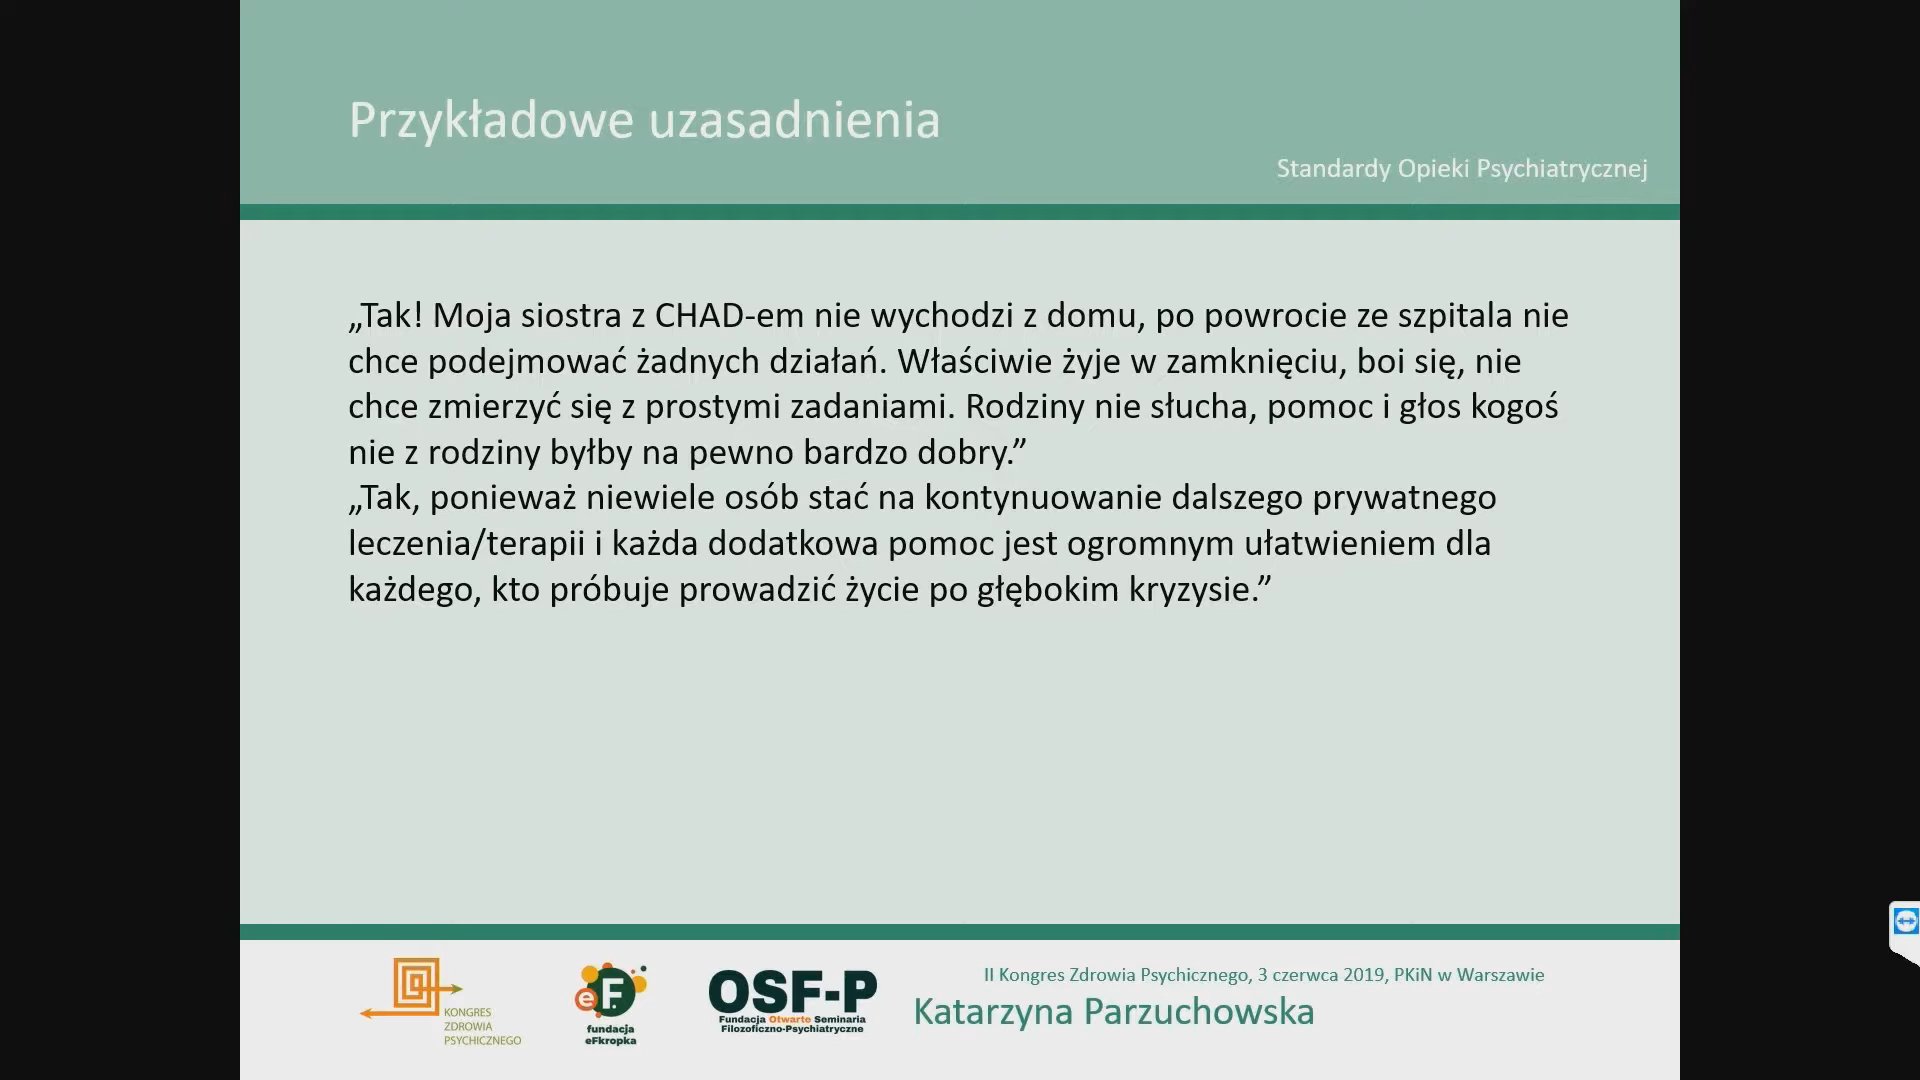 Przykładowe uzasadnienia
Standardy Opieki Psychiatrycznej
„Tak! Moja siostra z CHAD-em nie wychodzi z domu, po powrocie ze szpitala nie
chce podejmować żadnych działań. Właściwie żyje w zamknięciu, boi się, nie
chce zmierzyć się z prostymi zadaniami. Rodziny nie słucha, pomoc i głos kogoś
nie z rodziny byłby na pewno bardzo dobry.”
„Tak, ponieważ niewiele osób stać na kontynuowanie dalszego prywatnego
leczenia/terapii i każda dodatkowa pomoc jest ogromnym ułatwieniem dla
każdego, kto próbuje prowadzić życie po głębokim kryzysie.”
KONGRES
ZDROWIA
PSYCHICZNEGO
eF.
fundacja
eFkropka
OSF-P
Fundacja Otwarte Seminaria
Filozoficzno-Psychiatryczne
II Kongres Zdrowia Psychicznego, 3 czerwca 2019, PKiN w Warszawie
Katarzyna Parzuchowska